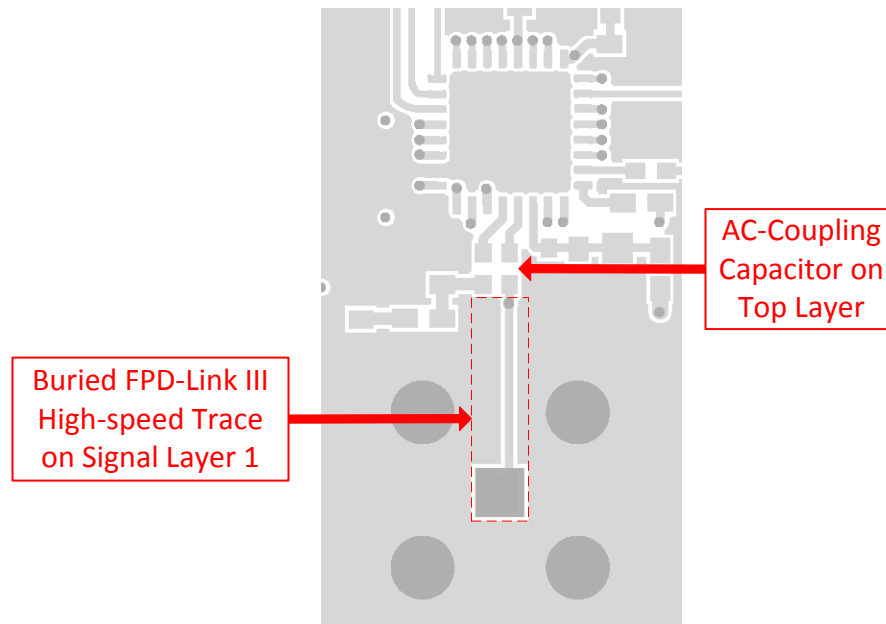 AC-Coupling
Capacitor on
Top Layer
Buried FPD-Link III
High-speed Trace
on Signal Layer 1